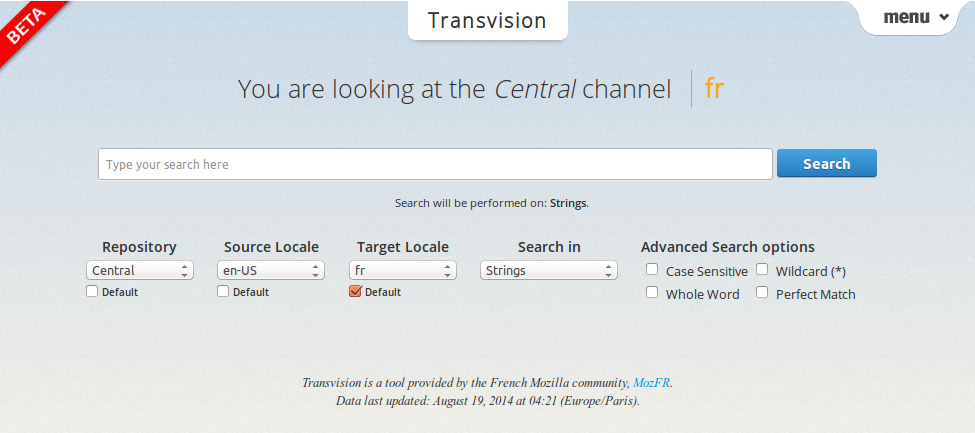 BETA
Transvision
menu
You are looking at the Central channel fr
Type your search here
Search
Search will be performed on: Strings.
Repository Source Locale Target Locale Search in Advanced Search options
Central en-US fr Strings Case Sensitive Wildcard (*)
Default Default Default Whole Word Perfect Match
Transvision is a tool provided by the French Mozilla community, MozFR.
Data last updated: August 19, 2014 at 04:21 (Europe/Paris).